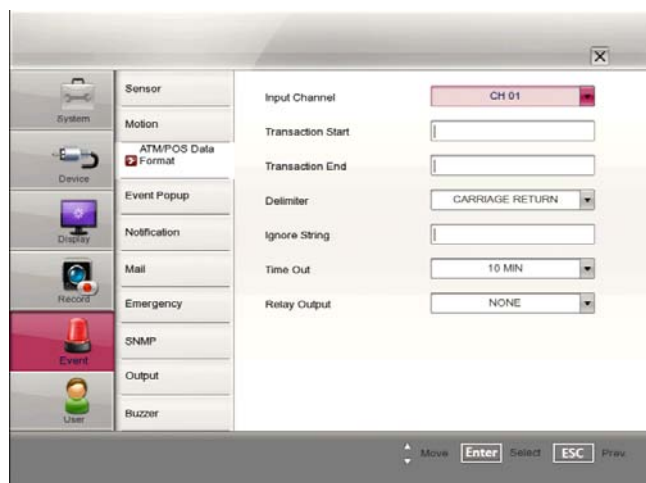 System
Device
Display
Record
Event
User
Sensor
Motion
ATM/POS Data
Format
Event Popup
Notification
Mail
Emergency
SNMP
Output
Buzzer
Input Channel CH 01
Transaction Start
Transaction End
Delimiter CARRIAGE RETURN
Ignore String
Time Out 10 MIN
Relay Output NONE
Move Enter Select ESC Prev.